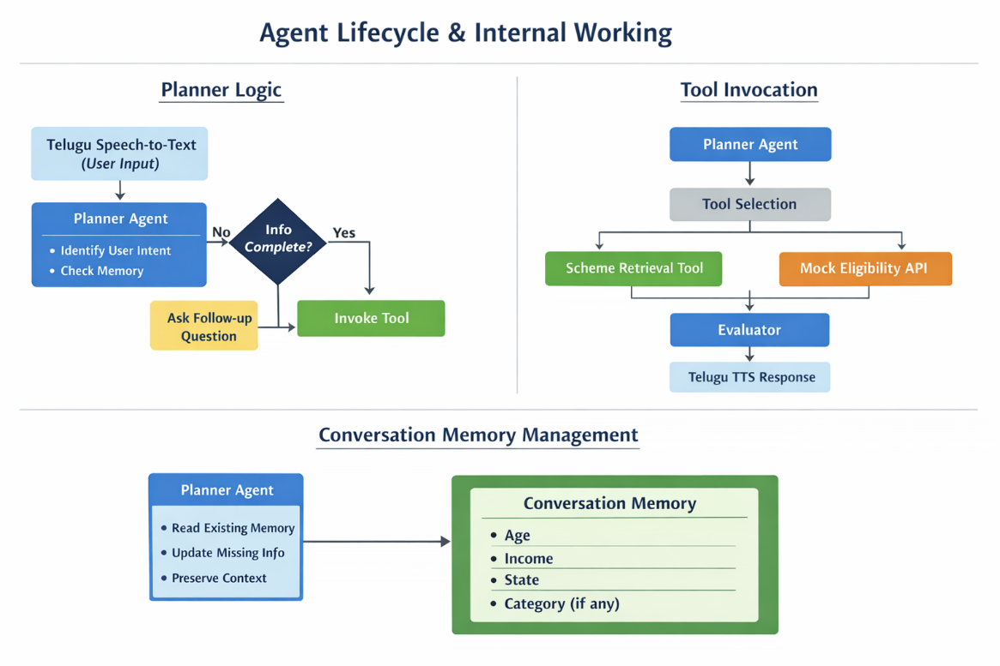 Agent Lifecycle & Internal Working
Planner Logic
Telugu Speech-to-Text
(User Input)
Planner Agent
• Identify User Intent
• Check Memory
No
Info
Complete?
Yes
Ask Follow-up
Question
Invoke Tool
Tool Invocation
Planner Agent
Tool Selection
Scheme Retrieval Tool
Mock Eligibility API
Evaluator
Telugu TTS Response
Conversation Memory Management
Planner Agent
• Read Existing Memory
• Update Missing Info
• Preserve Context
Conversation Memory
• Age
• Income
• State
• Category (if any)